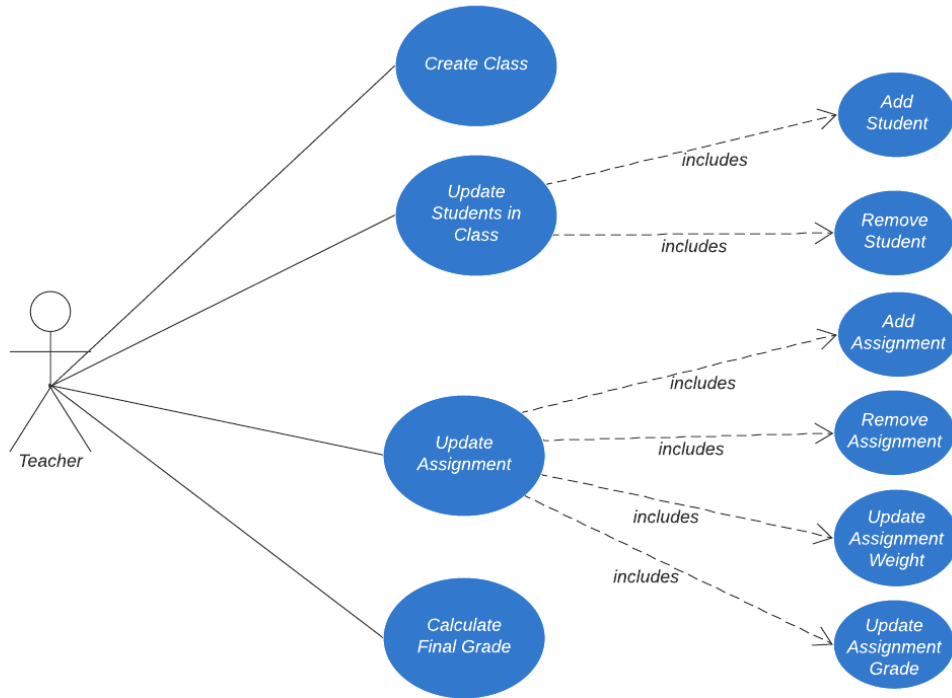 Create Class
Add
Student
includes
Update
Students in
Class
Remove
Student
includes
Add
Assignment
includes
Teacher
Update
Assignment
Remove
Assignment
includes
includes
Update
Assignment
Weight
includes
Calculate
Final Grade
Update
Assignment
Grade